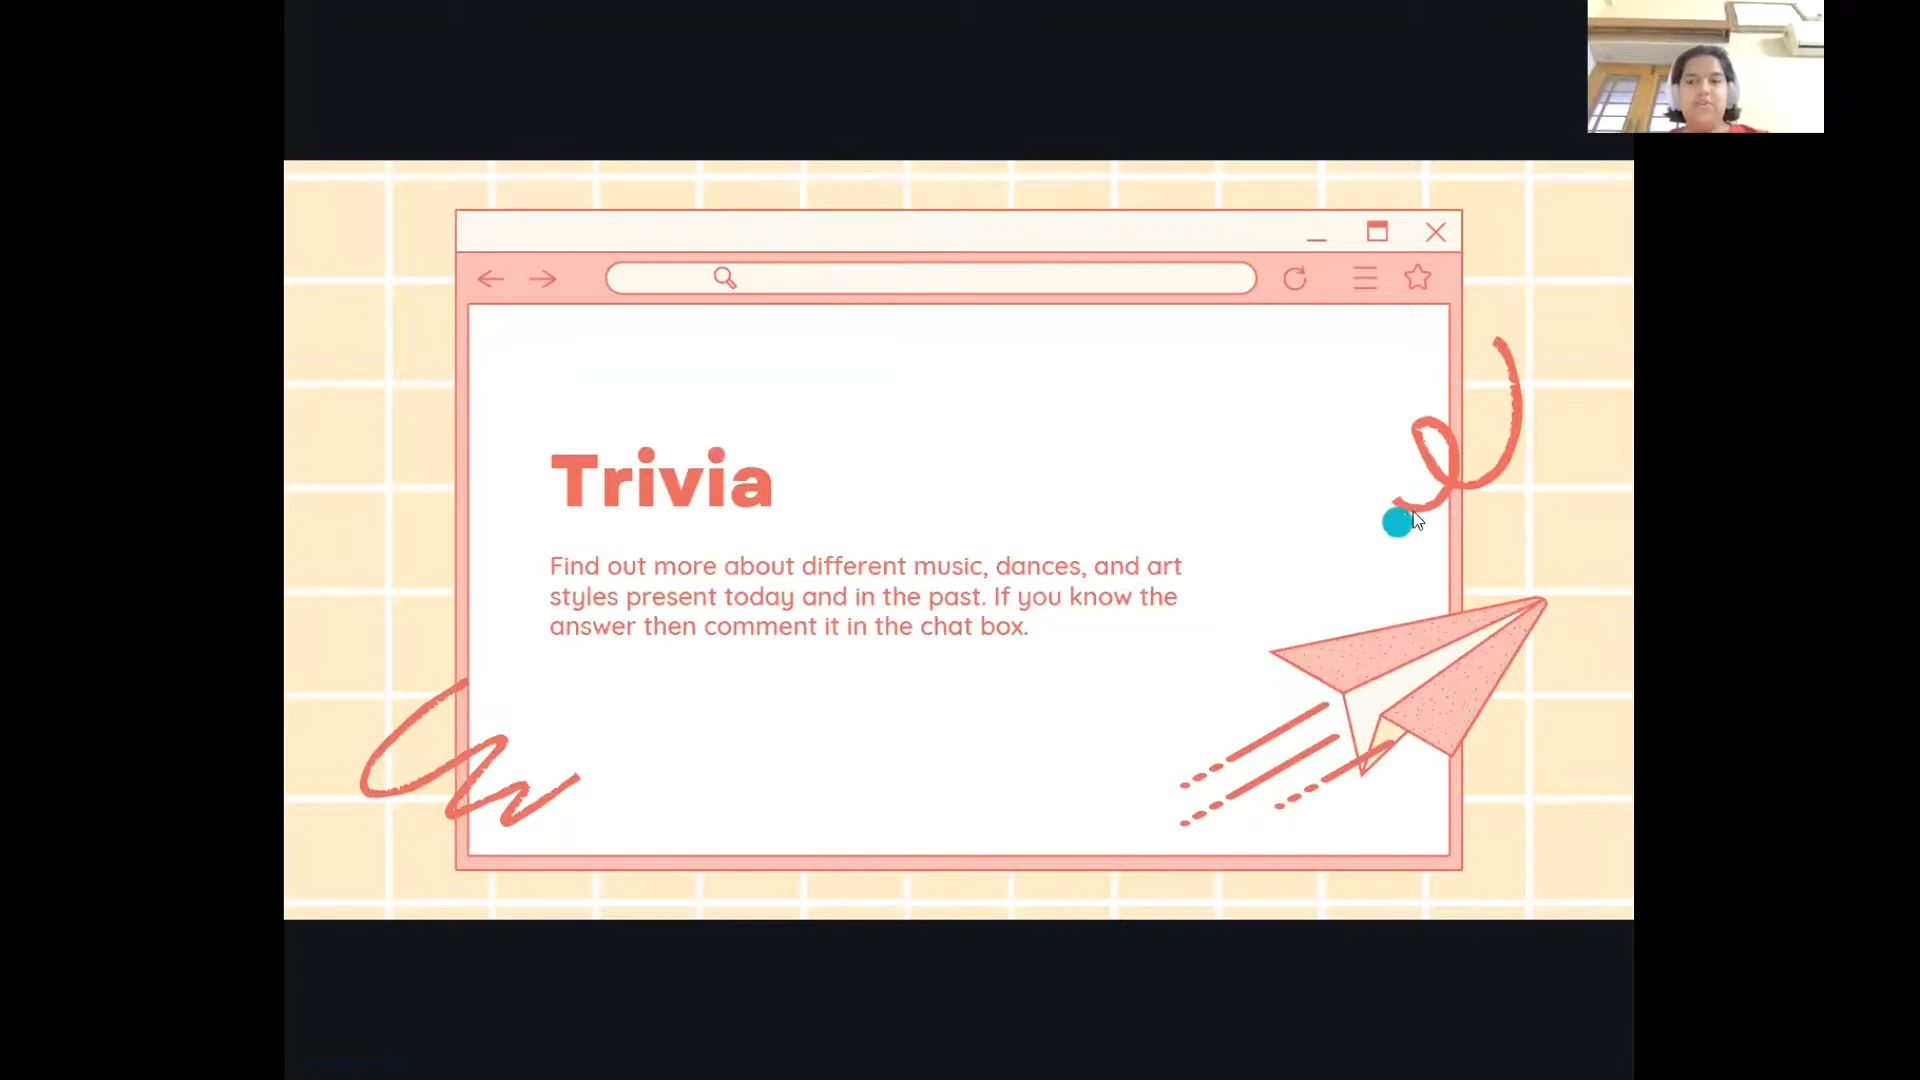 Trivia
Find out more about different music, dances, and art
styles present today and in the past. If you know the
answer then comment it in the chat box.